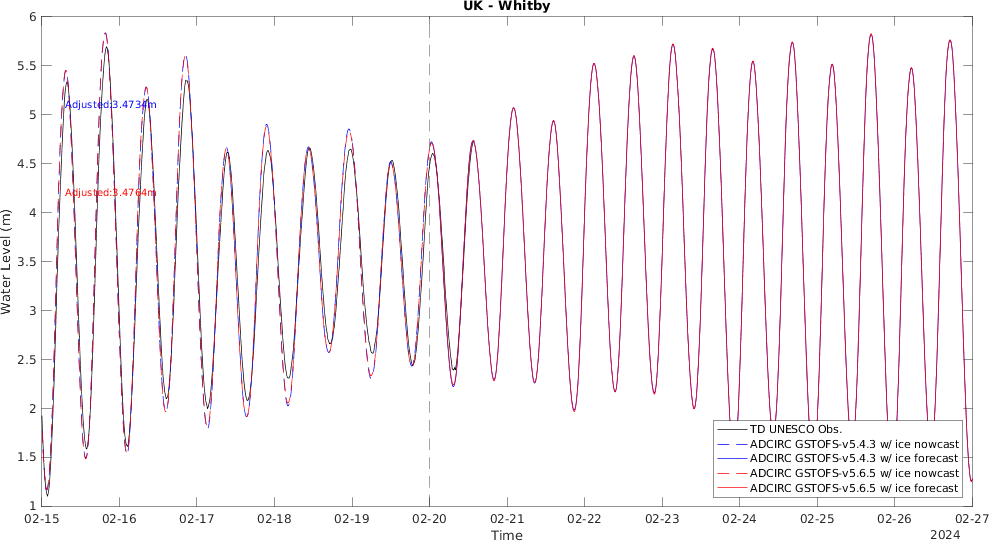 UK - Whitby
6
5.5
5
4.5
4
3.5
3
2.5
2
1.5
1
Water Level (m)
Adjusted:3.4734m
Adjusted:3.4764m
TD UNESCO Obs.
ADCIRC GSTOFS-v5.4.3 w/ ice nowcast
ADCIRC GSTOFS-v5.4.3 w/ ice forecast
ADCIRC GSTOFS-v5.6.5 w/ ice nowcast
ADCIRC GSTOFS-v5.6.5 w/ ice forecast
02-15 02-16 02-17 02-18 02-19 02-20 02-21 02-22 02-23 02-24 02-25 02-26 02-27
Time
2024